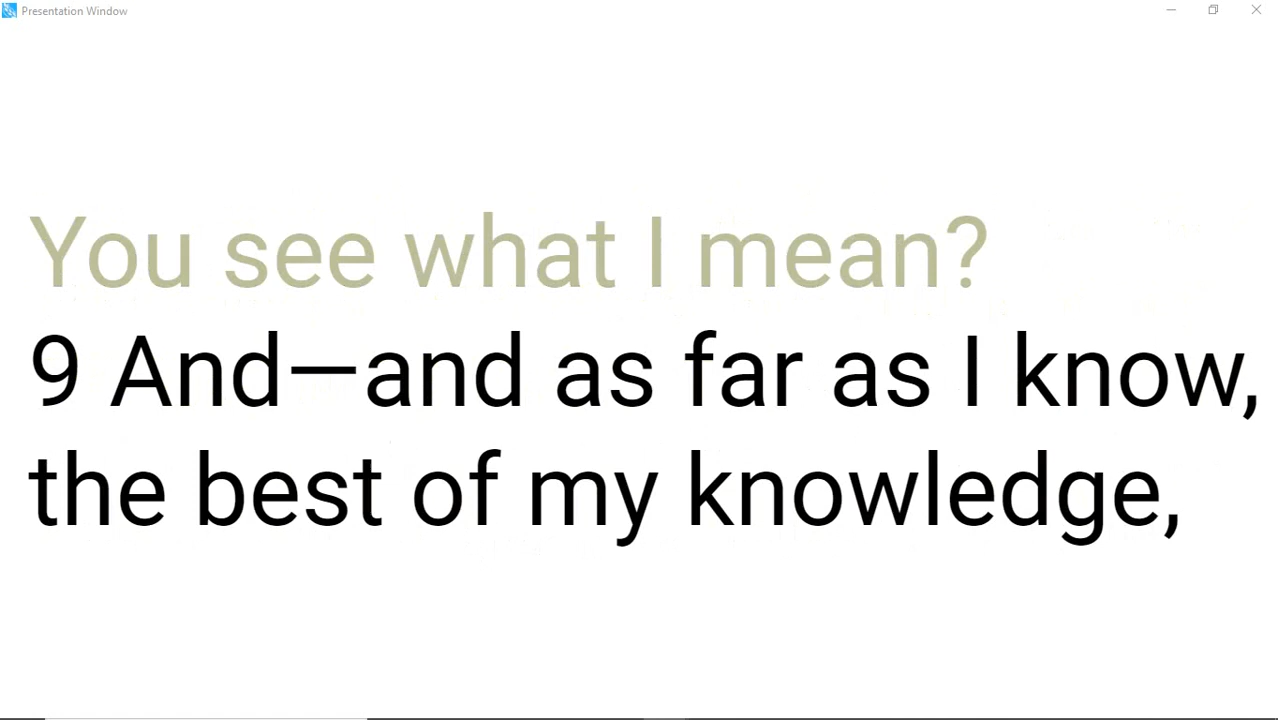 Presentation Window
You see what I mean?
9 And—and as far as I know,
the best of my knowledge,